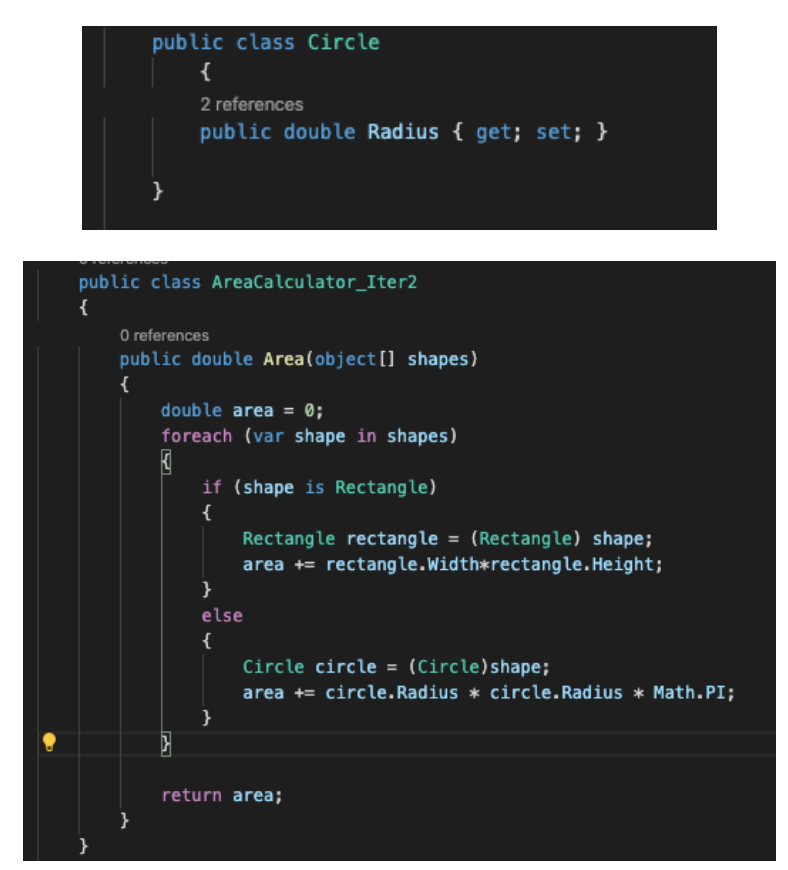 public class Circle
{
2 references
public double Radius { get; set; }
}
references
public class AreaCalculator_Iter2
{
0 references
public double Area(object[] shapes)
{
double area = 0;
foreach (var shape in shapes)
{
if (shape is Rectangle)
{
Rectangle rectangle = (Rectangle) shape;
area += rectangle.Width*rectangle.Height;
}
else
{
Circle circle = (Circle)shape;
area += circle.Radius * circle.Radius * Math.PI;
}
}
return area;
}
}